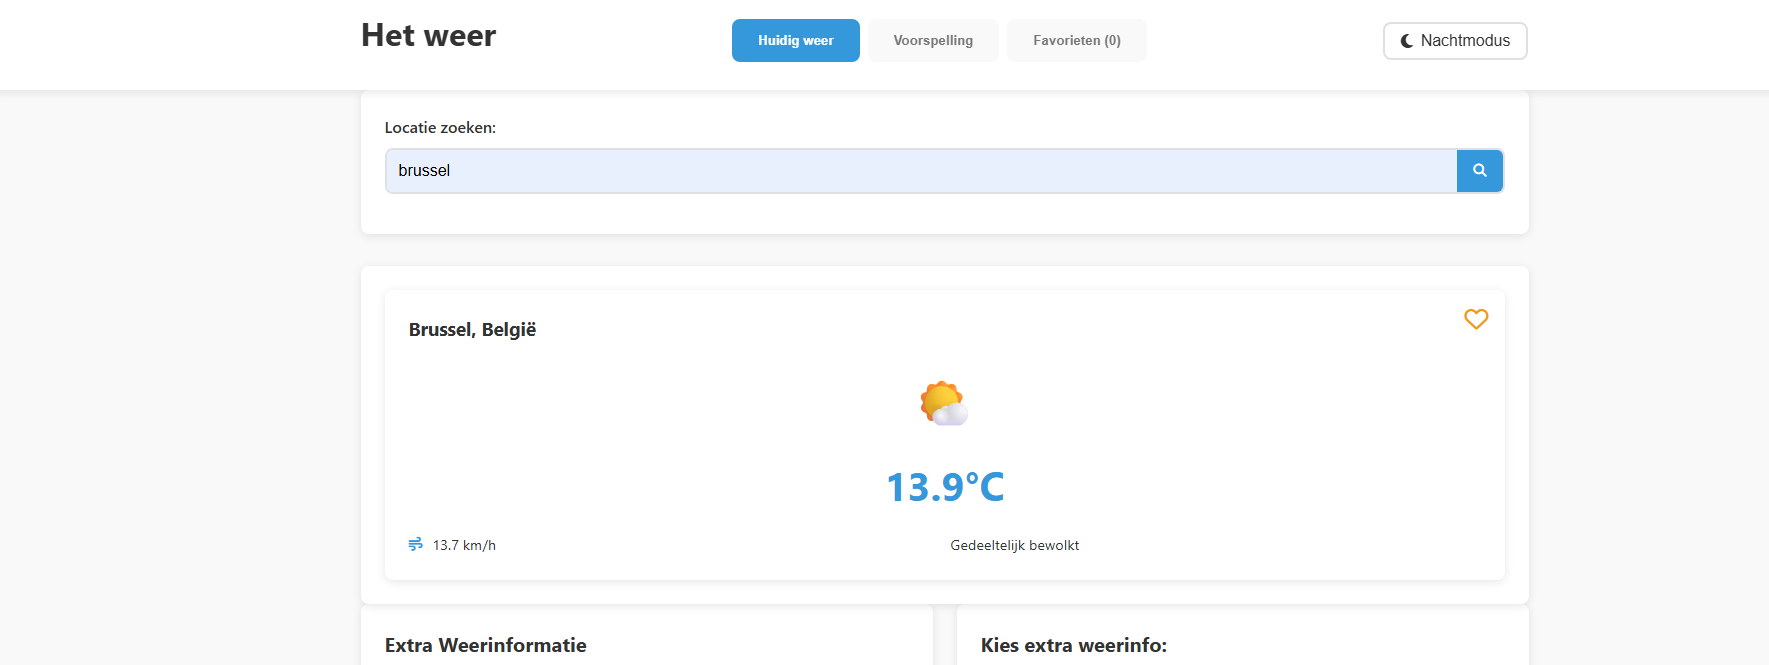 Het weer
Huidig weer
Voorspelling
Favorieten (0)
Nachtmodus
Locatie zoeken:
brussel
Brussel, België
13.9°C
13.7 km/h
Gedeeltelijk bewolkt
Extra Weerinformatie
Kies extra weerinfo: